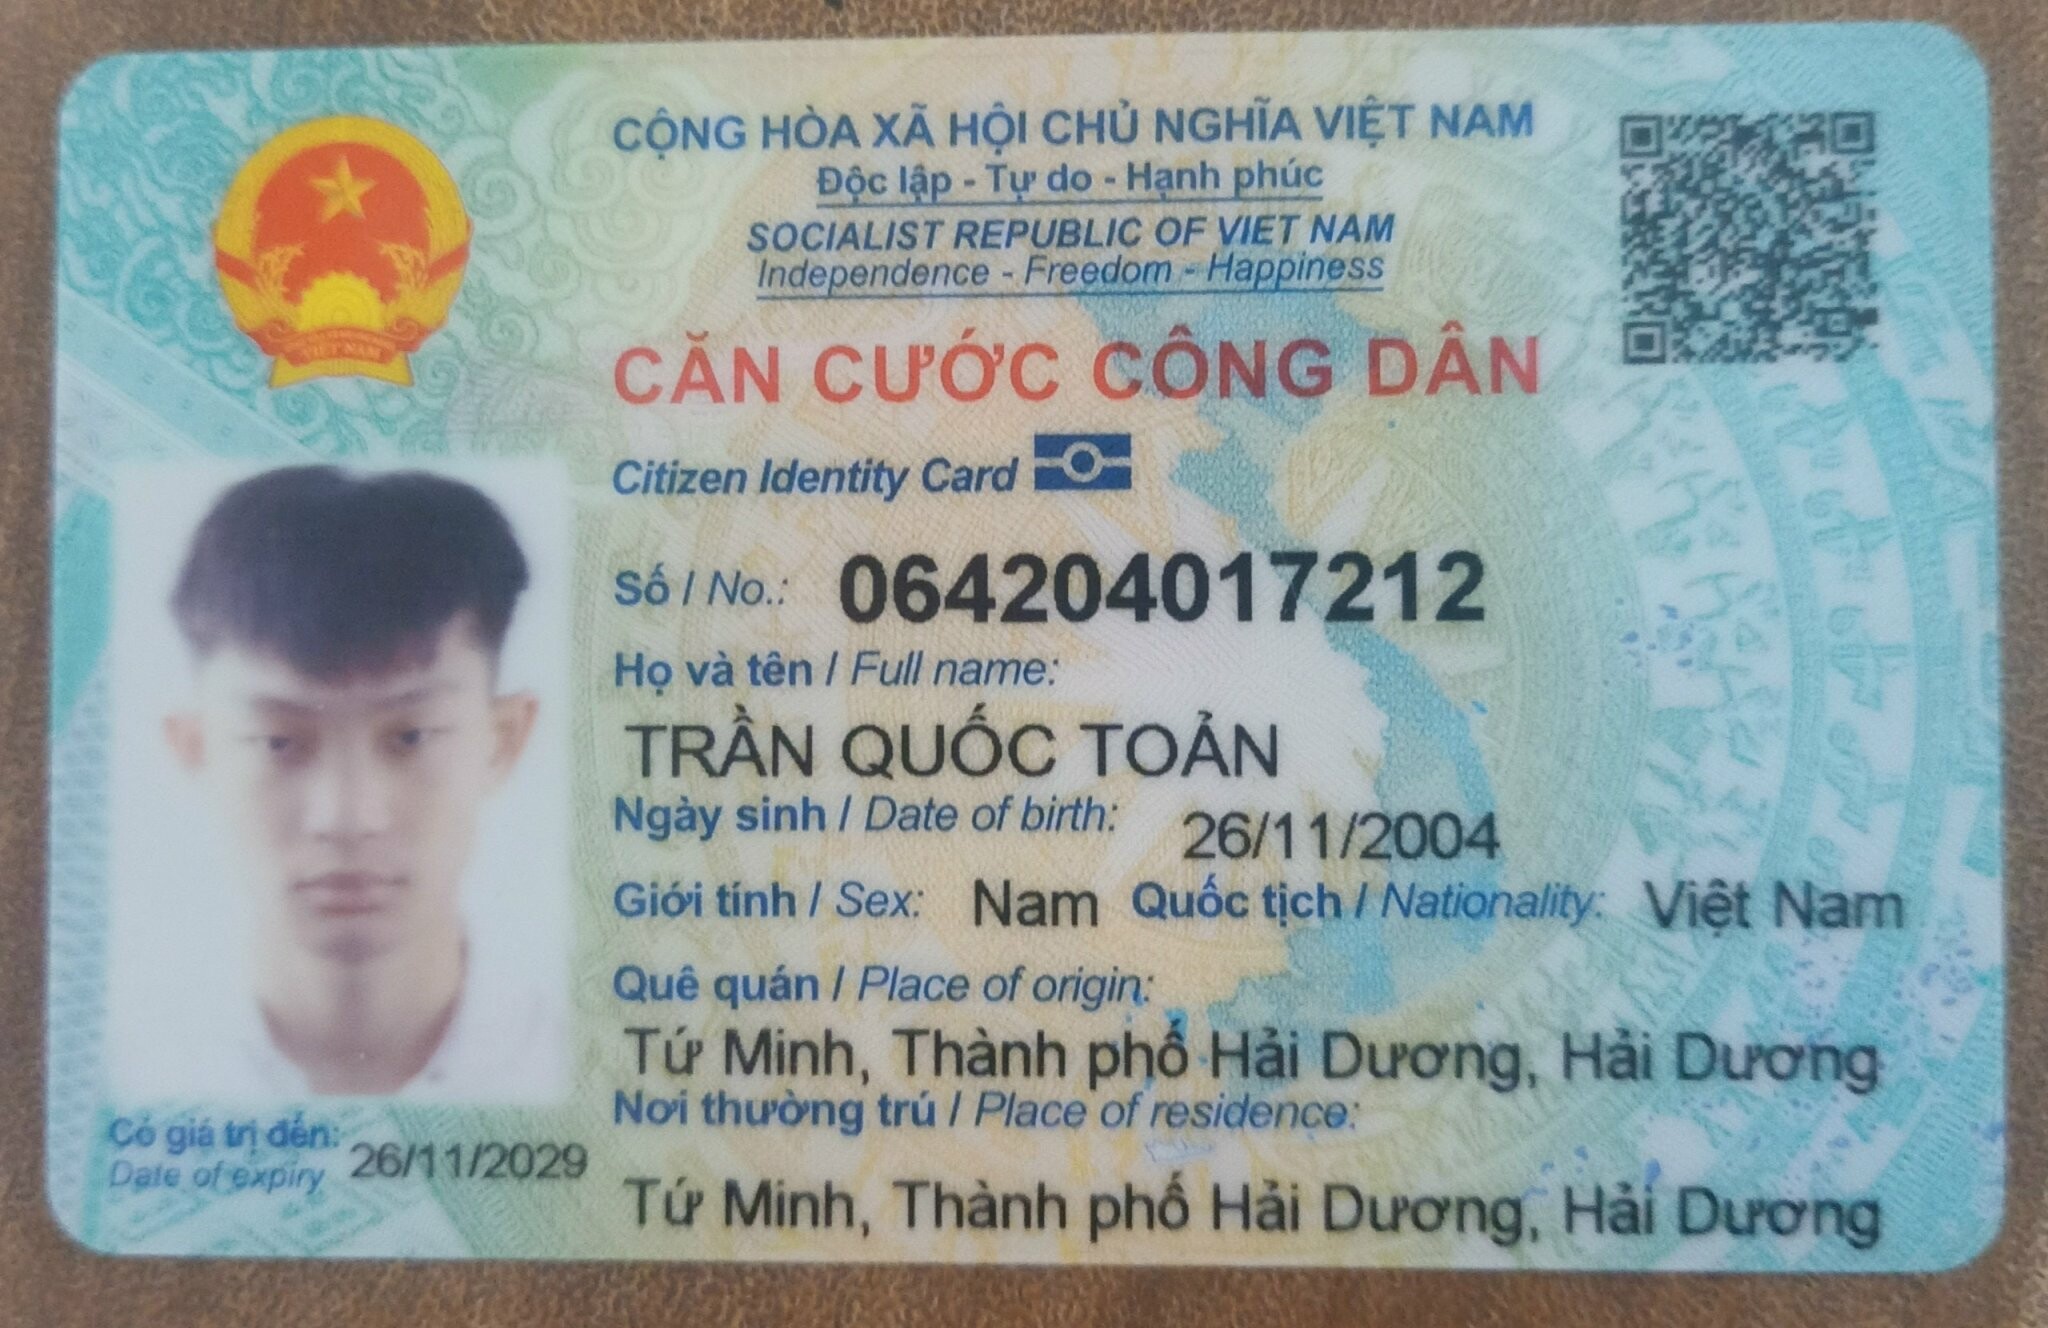 CỘNG HÒA XÃ HỘI CHỦ NGHĨA VIỆT NAM
Độc lập - Tự do - Hạnh phúc
SOCIALIST REPUBLIC OF VIET NAM
Independence - Freedom - Happiness
CĂN CƯỚC CÔNG DÂN
Citizen Identity Card
Số / No.: 064204017212
Họ và tên / Full name:
TRẦN QUỐC TOẢN
Ngày sinh / Date of birth: 26/11/2004
Giới tính / Sex: Nam Quốc tịch / Nationality: Việt Nam
Quê quán / Place of origin:
Tứ Minh, Thành phố Hải Dương, Hải Dương
Nơi thường trú / Place of residence:
Tứ Minh, Thành phố Hải Dương, Hải Dương
Có giá trị đến: 26/11/2029
Date of expiry
VIỆT NAM